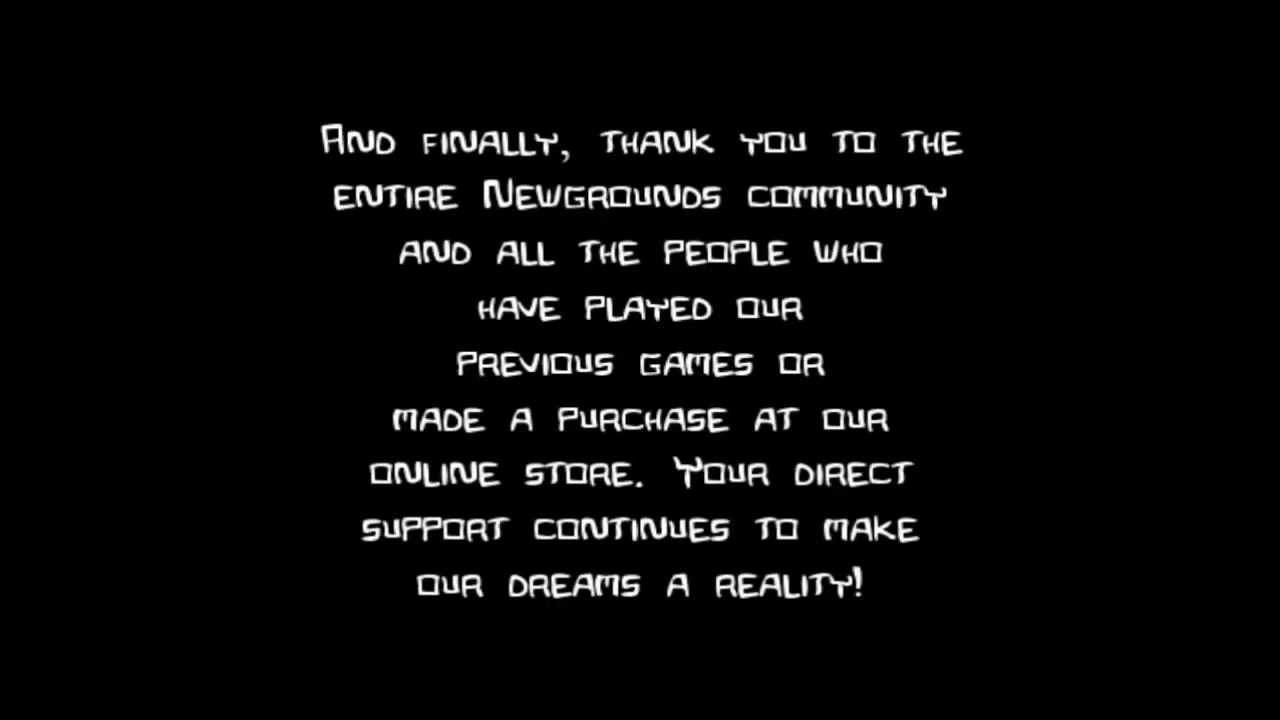 And finally, thank you to the
entire Newgrounds community
and all the people who
have played our
previous games or
made a purchase at our
online store. Your direct
support continues to make
our dreams a reality!